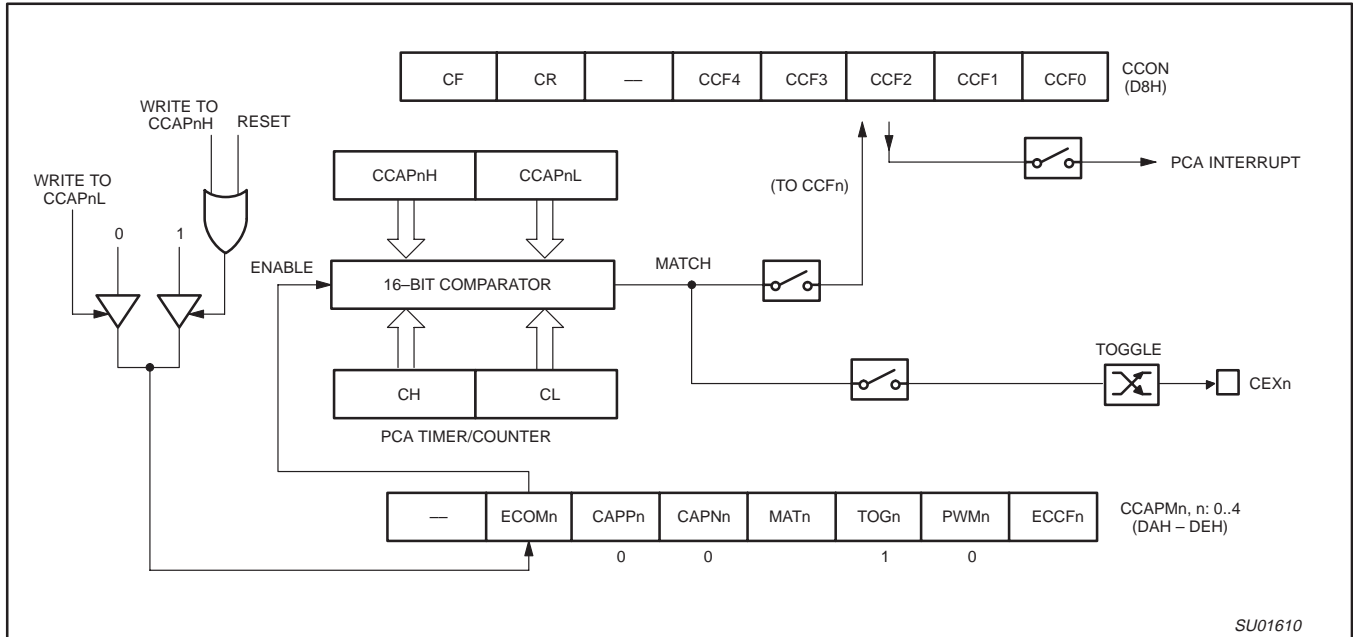 CF CR — CCF4 CCF3 CCF2 CCF1 CCF0
CCON
(D8H)
WRITE TO
CCAPnH
RESET
WRITE TO
CCAPnL
0 1
CCAPnH CCAPnL
(TO CCFn)
PCA INTERRUPT
ENABLE
16–BIT COMPARATOR
MATCH
TOGGLE
CEXn
CH CL
PCA TIMER/COUNTER
— ECOMn CAPPn CAPNn MATn TOGn PWMn ECCFn
CCAPMn, n: 0..4
(DAH – DEH)
0 0 1 0
SU01610